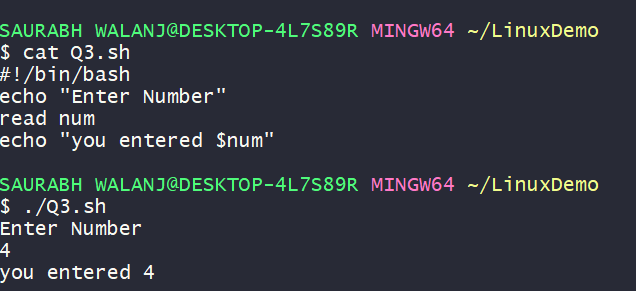 SAURABH WALANJ@DESKTOP-4L7S89R MINGW64 ~/LinuxDemo
$ cat Q3.sh
#!/bin/bash
echo "Enter Number"
read num
echo "you entered $num"
SAURABH WALANJ@DESKTOP-4L7S89R MINGW64 ~/LinuxDemo
$ ./Q3.sh
Enter Number
4
you entered 4